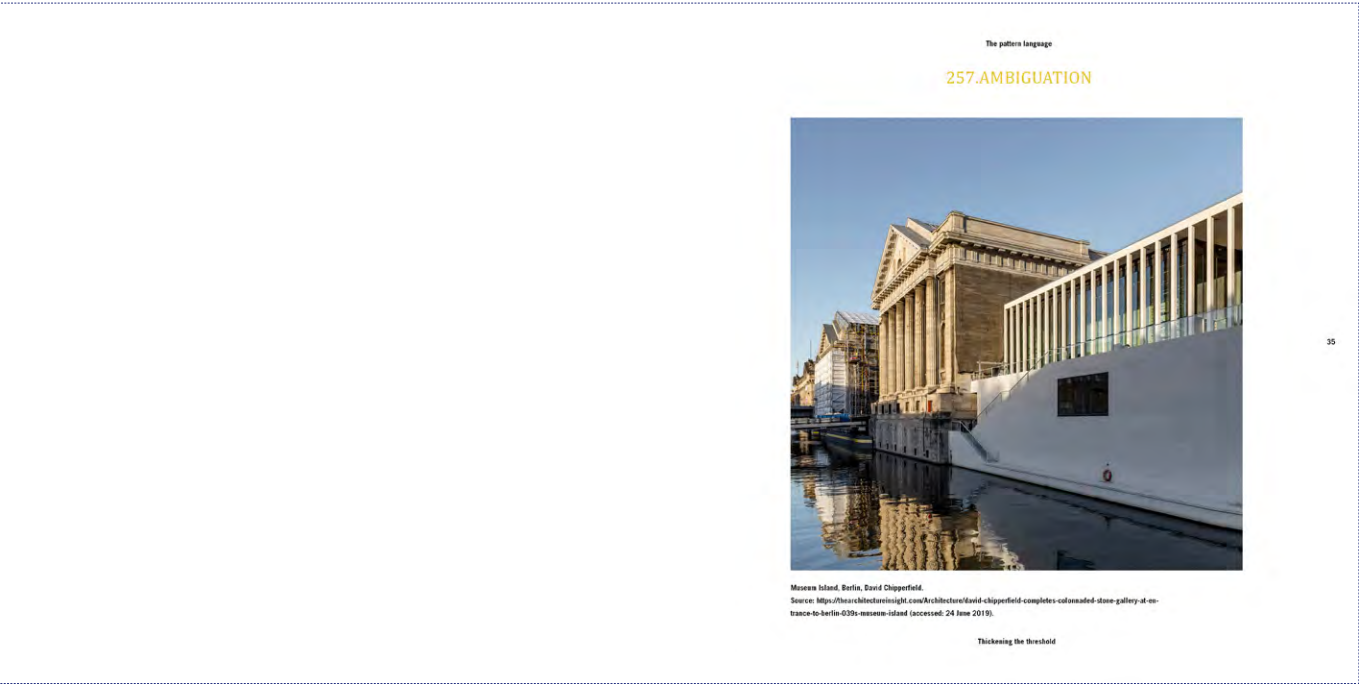 The pattern language
257.AMBIGUATION
35
Museum Island, Berlin, David Chipperfield.
Source: https://thearchitectureinsight.com/Architecture/david-chipperfield-completes-colonnaded-stone-gallery-at-en-
trance-to-berlin-039s-museum-island (accessed: 24 June 2019).
Thickening the threshold